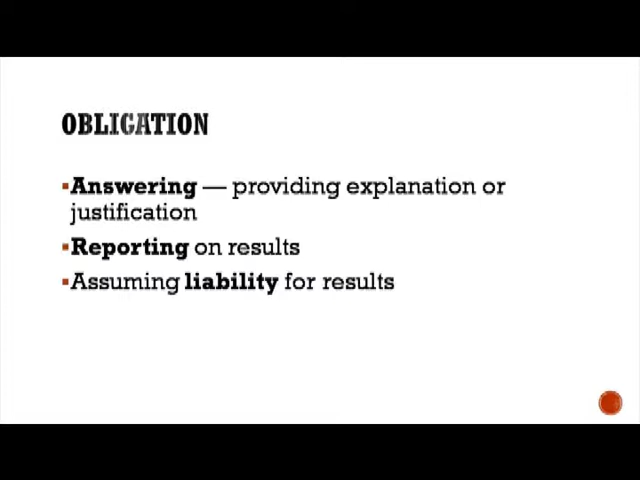 OBLIGATION
▪Answering — providing explanation or
justification
▪Reporting on results
▪Assuming liability for results